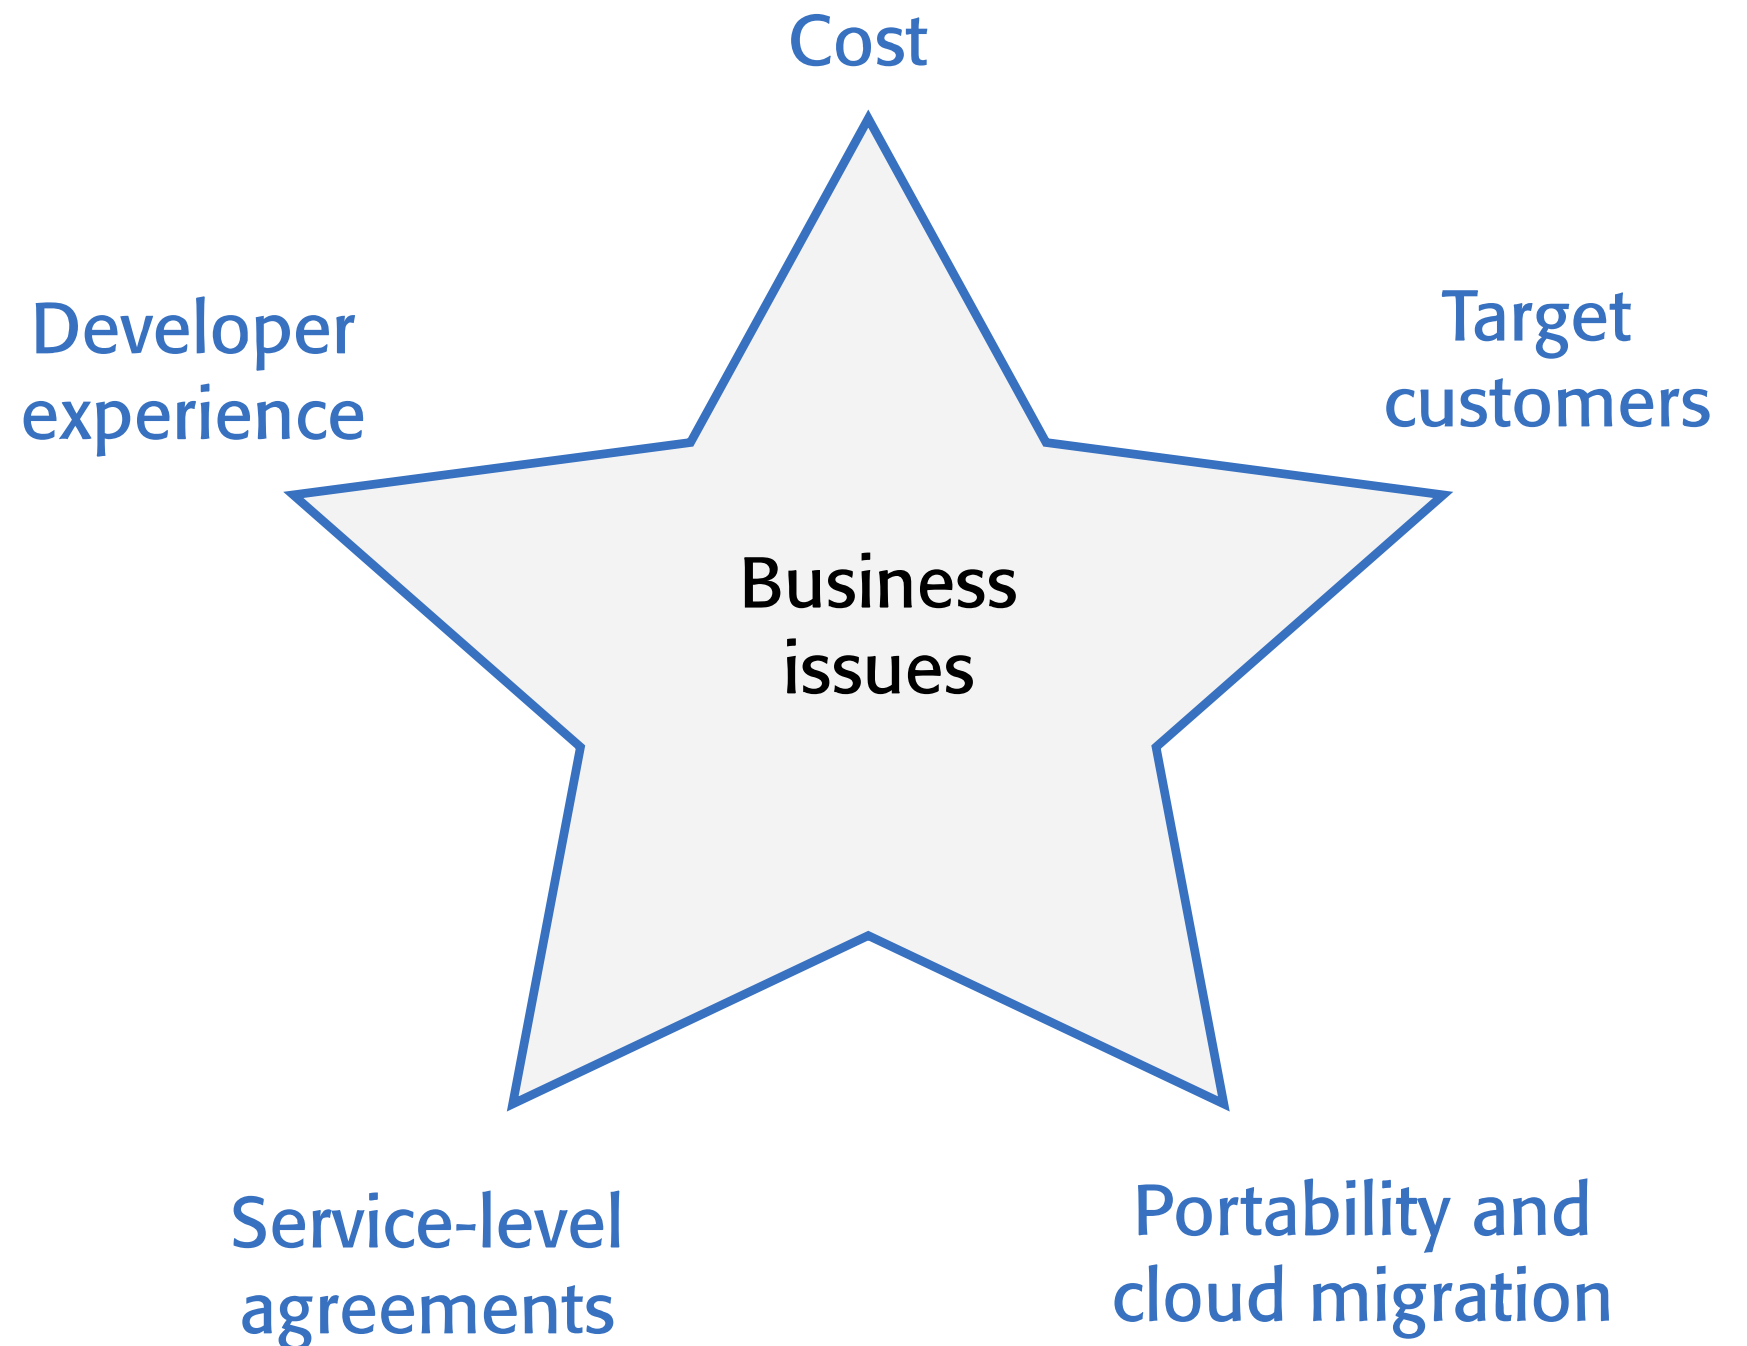 Cost
Developer
experience
Target
customers
Business
issues
Service-level
agreements
Portability and
cloud migration